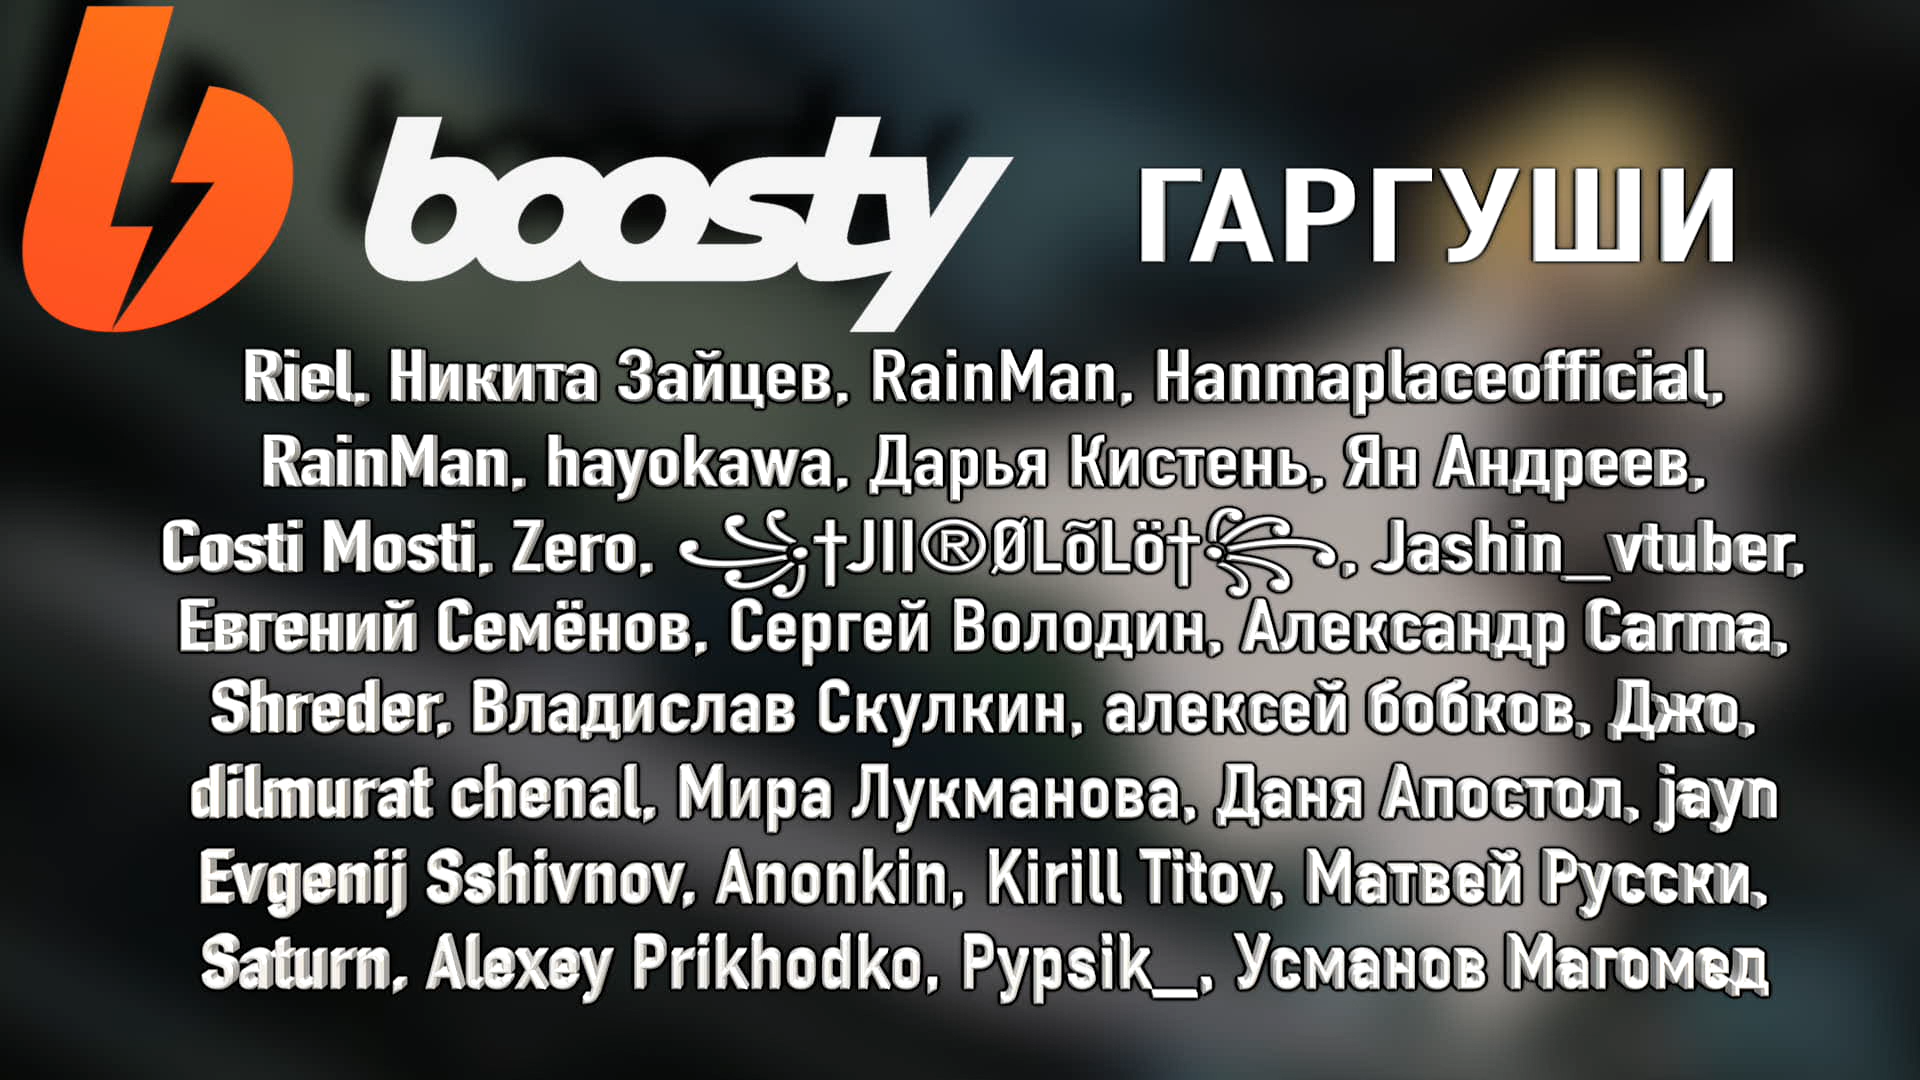 boosty ГАРГУШИ
Riel, Никита Зайцев, RainMan, Hanmaplaceofficial,
RainMan, hayokawa, Дарья Кистень, Ян Андреев,
Costi Mosti, Zero, ꧁†JIl®ØLõLö†꧂, Jashin_vtuber,
Евгений Семёнов, Сергей Володин, Александр Carma,
Shreder, Владислав Скулкин, алексей бобков, Джо,
dilmurat chenal, Мира Лукманова, Даня Апостол, jayn
Evgenij Sshivnov, Anonkin, Kirill Titov, Матвей Русски,
Saturn, Alexey Prikhodko, Pypsik_, Усманов Магомед